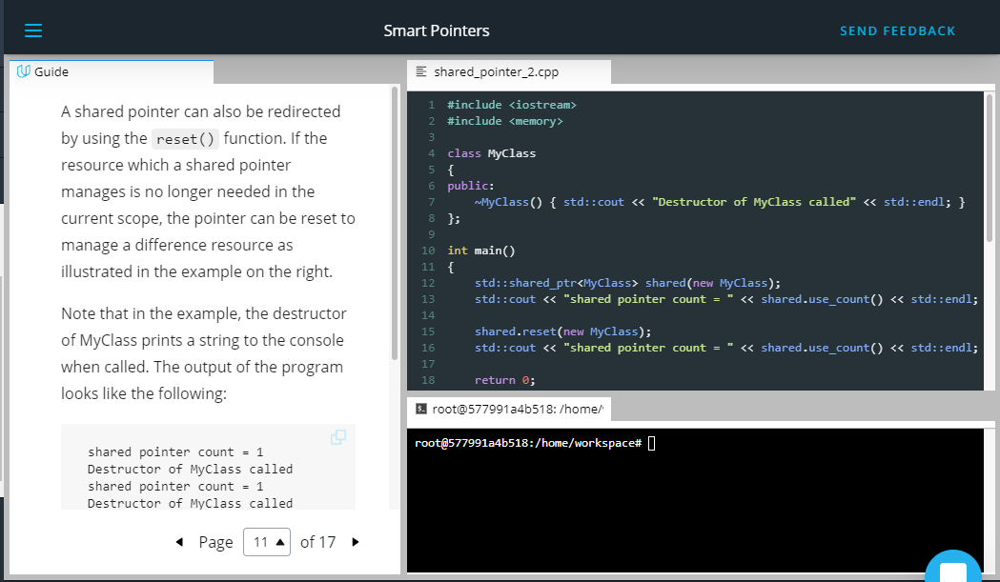 Smart Pointers
SEND FEEDBACK
Guide
A shared pointer can also be redirected
by using the reset() function. If the
resource which a shared pointer
manages is no longer needed in the
current scope, the pointer can be reset to
manage a difference resource as
illustrated in the example on the right.
Note that in the example, the destructor
of MyClass prints a string to the console
when called. The output of the program
looks like the following:
shared pointer count = 1
Destructor of MyClass called
shared pointer count = 1
Destructor of MyClass called
Page 11 of 17
shared_pointer_2.cpp
1 #include <iostream>
2 #include <memory>
3
4 class MyClass
5 {
6 public:
7 ~MyClass() { std::cout << "Destructor of MyClass called" << std::endl; }
8 };
9
10 int main()
11 {
12 std::shared_ptr<MyClass> shared(new MyClass);
13 std::cout << "shared pointer count = " << shared.use_count() << std::endl;
14
15 shared.reset(new MyClass);
16 std::cout << "shared pointer count = " << shared.use_count() << std::endl;
17
18 return 0;
root@577991a4b518: /home/
root@577991a4b518:/home/workspace#